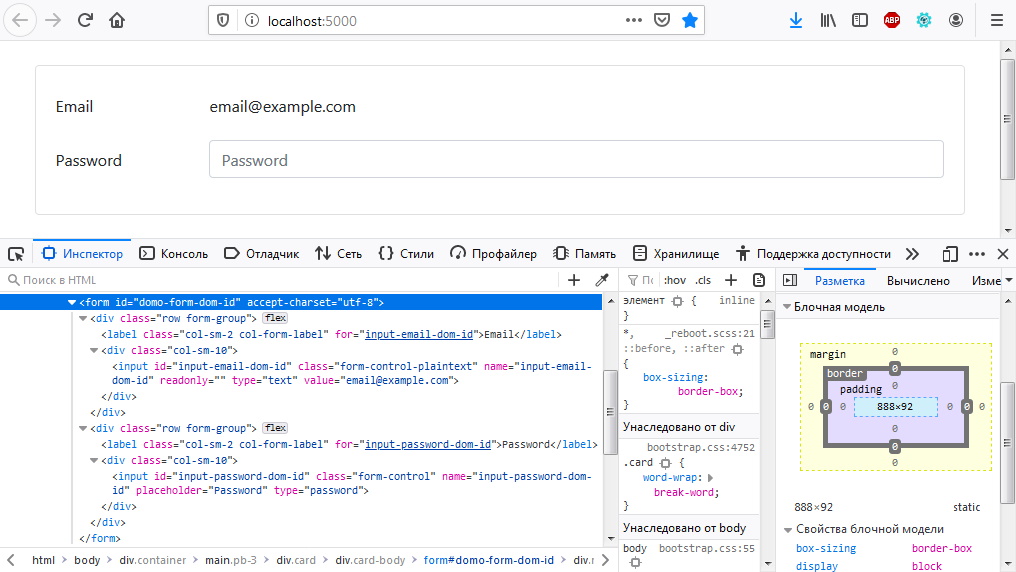 localhost:5000
ABP
Email
email@example.com
Password
Password
Инспектор
Консоль
Отладчик
Сеть
Стили
Профайлер
Память
Хранилище
Поддержка доступности
Поиск в HTML
<form id="domo-form-dom-id" accept-charset="utf-8">
<div class="row form-group"> flex
<label class="col-sm-2 col-form-label" for="input-email-dom-id">Email</label>
<div class="col-sm-10">
<input id="input-email-dom-id" class="form-control-plaintext" name="input-email-
dom-id" readonly="" type="text" value="email@example.com">
</div>
</div>
<div class="row form-group"> flex
<label class="col-sm-2 col-form-label" for="input-password-dom-id">Password</label>
<div class="col-sm-10">
<input id="input-password-dom-id" class="form-control" name="input-password-dom-
id" placeholder="Password" type="password">
</div>
</div>
</form>
html
body
div.container
main.pb-3
div.card
div.card-body
form#domo-form-dom-id
div.r
По
:hov
.cls
элемент { inline
}
*, _reboot.scss:21
::before, ::after
{
box-sizing:
border-box;
}
Унаследовано от div
bootstrap.css:4752
.card {
word-wrap:
break-word;
}
Унаследовано от body
body bootstrap.css:55
Разметка
Вычислено
Изме
Блочная модель
margin 0
border 0
padding 0
0 0 0 888×92 0 0 0
0
0
0
888×92 static
Свойства блочной модели
box-sizing border-box
display block